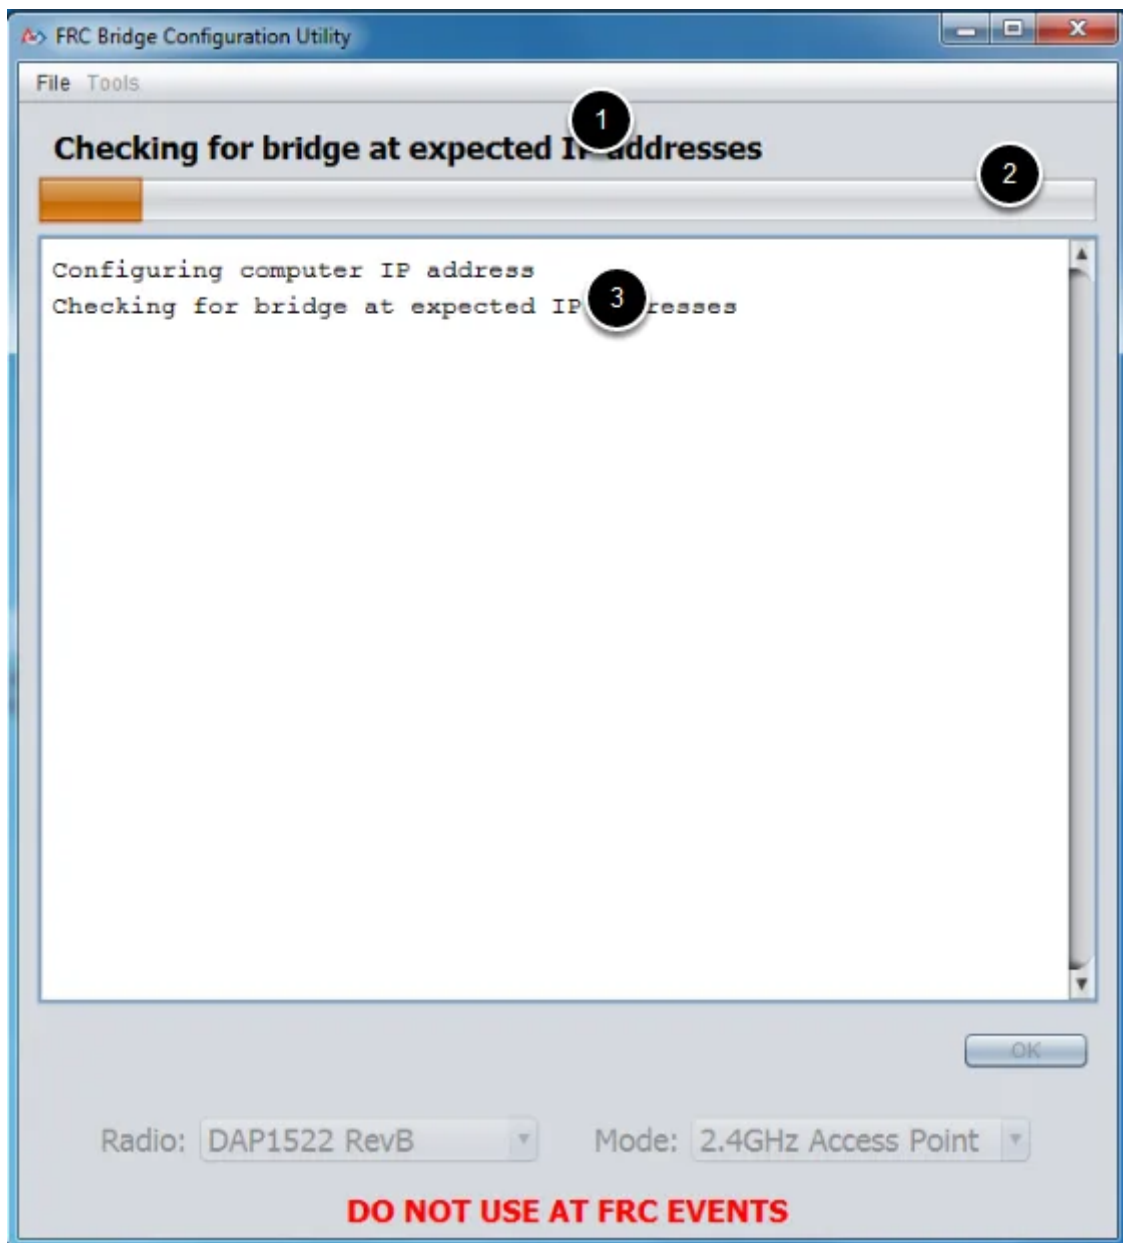 FRC Bridge Configuration Utility
File Tools
1
Checking for bridge at expected IP addresses
2
Configuring computer IP address
3
Checking for bridge at expected IP resses
OK
Radio: DAP1522 RevB Mode: 2.4GHz Access Point
DO NOT USE AT FRC EVENTS